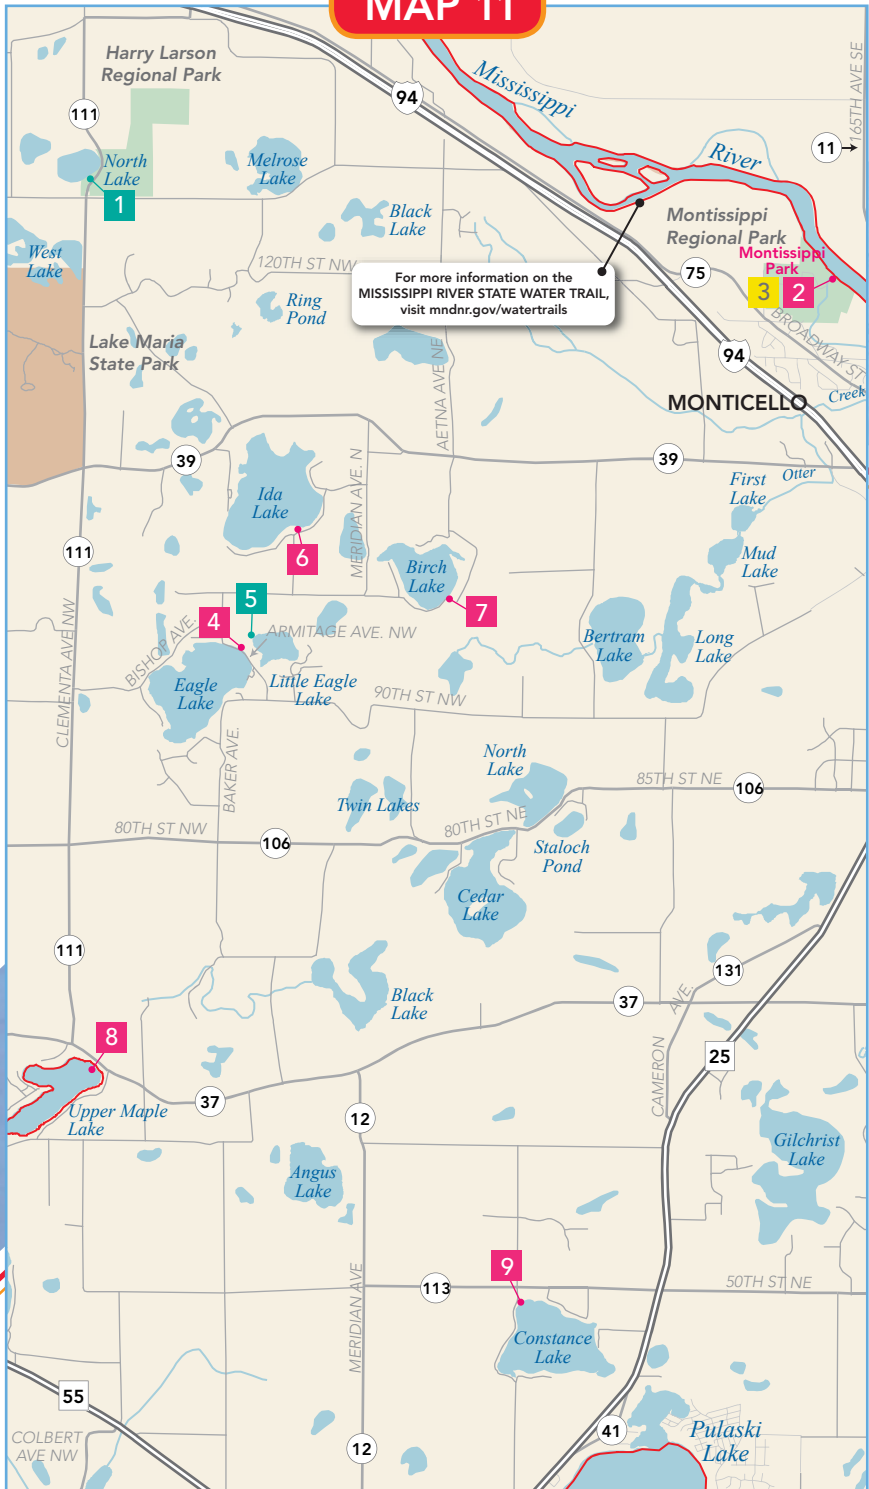 MAP 11
Harry Larson
Regional Park
Mississippi
165TH AVE SE
94
111
11
River
North
Lake
Melrose
Lake
1
Black
Lake
Montissippi
Regional Park
West
Lake
120TH ST NW
Montissippi
Park
For more information on the
MISSISSIPPI RIVER STATE WATER TRAIL,
visit mndnr.gov/watertrails
75
3
2
Ring
Pond
BROADWAY ST
Lake Maria
State Park
94
AETNA AVE NE
MONTICELLO
Creek
39
39
MERIDIAN AVE. N
Ida
Lake
First
Lake
Otter
111
6
Mud
Lake
Birch
Lake
5
7
4
BISHOP AVE.
ARMITAGE AVE. NW
Bertram
Lake
Long
Lake
CLEMENTA AVE NW
Eagle
Lake
Little Eagle
Lake
90TH ST NW
BAKER AVE.
North
Lake
85TH ST NE
106
Twin Lakes
80TH ST NW
106
80TH ST NE
Staloch
Pond
Cedar
Lake
111
131
Black
Lake
37
CAMERON AVE.
8
25
37
Upper Maple
Lake
12
Gilchrist
Lake
Angus
Lake
9
MERIDIAN AVE
113
50TH ST NE
Constance
Lake
55
41
Pulaski
Lake
COLBERT
AVE NW
12